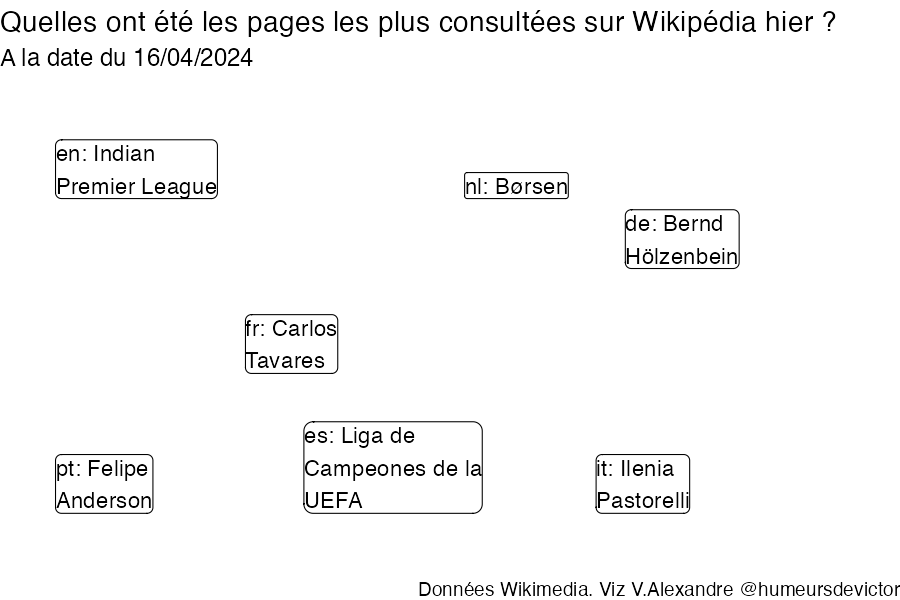 Quelles ont été les pages les plus consultées sur Wikipédia hier ?
A la date du 16/04/2024
en: Indian
Premier League
nl: Børsen
de: Bernd
Hölzenbein
fr: Carlos
Tavares
es: Liga de
Campeones de la
UEFA
pt: Felipe
Anderson
it: Ilenia
Pastorelli
Données Wikimedia. Viz V.Alexandre @humeursdevictor